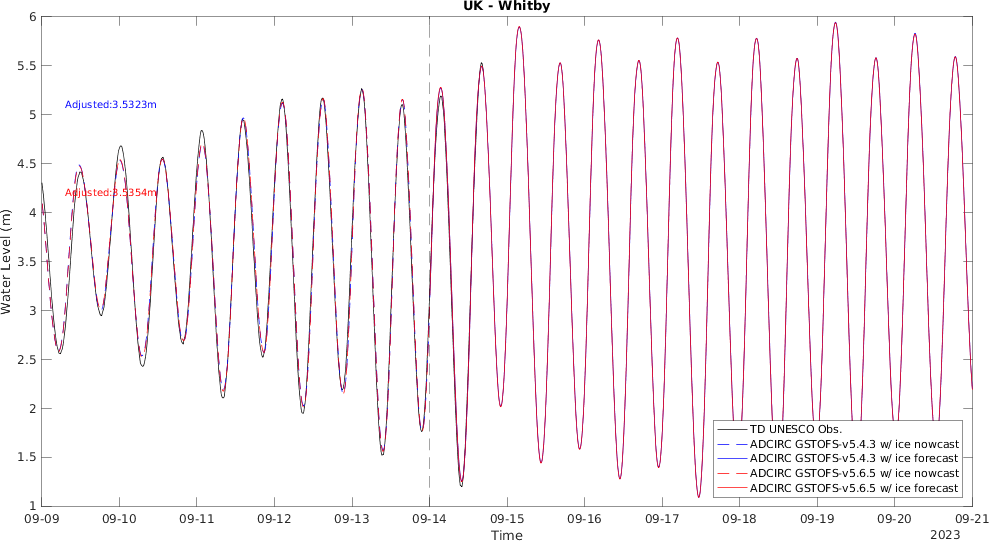 UK - Whitby
6
5.5
5
4.5
4
3.5
3
2.5
2
1.5
1
Water Level (m)
Adjusted:3.5323m
Adjusted:3.5354m
TD UNESCO Obs.
ADCIRC GSTOFS-v5.4.3 w/ ice nowcast
ADCIRC GSTOFS-v5.4.3 w/ ice forecast
ADCIRC GSTOFS-v5.6.5 w/ ice nowcast
ADCIRC GSTOFS-v5.6.5 w/ ice forecast
09-09 09-10 09-11 09-12 09-13 09-14 09-15 09-16 09-17 09-18 09-19 09-20 09-21
Time
2023